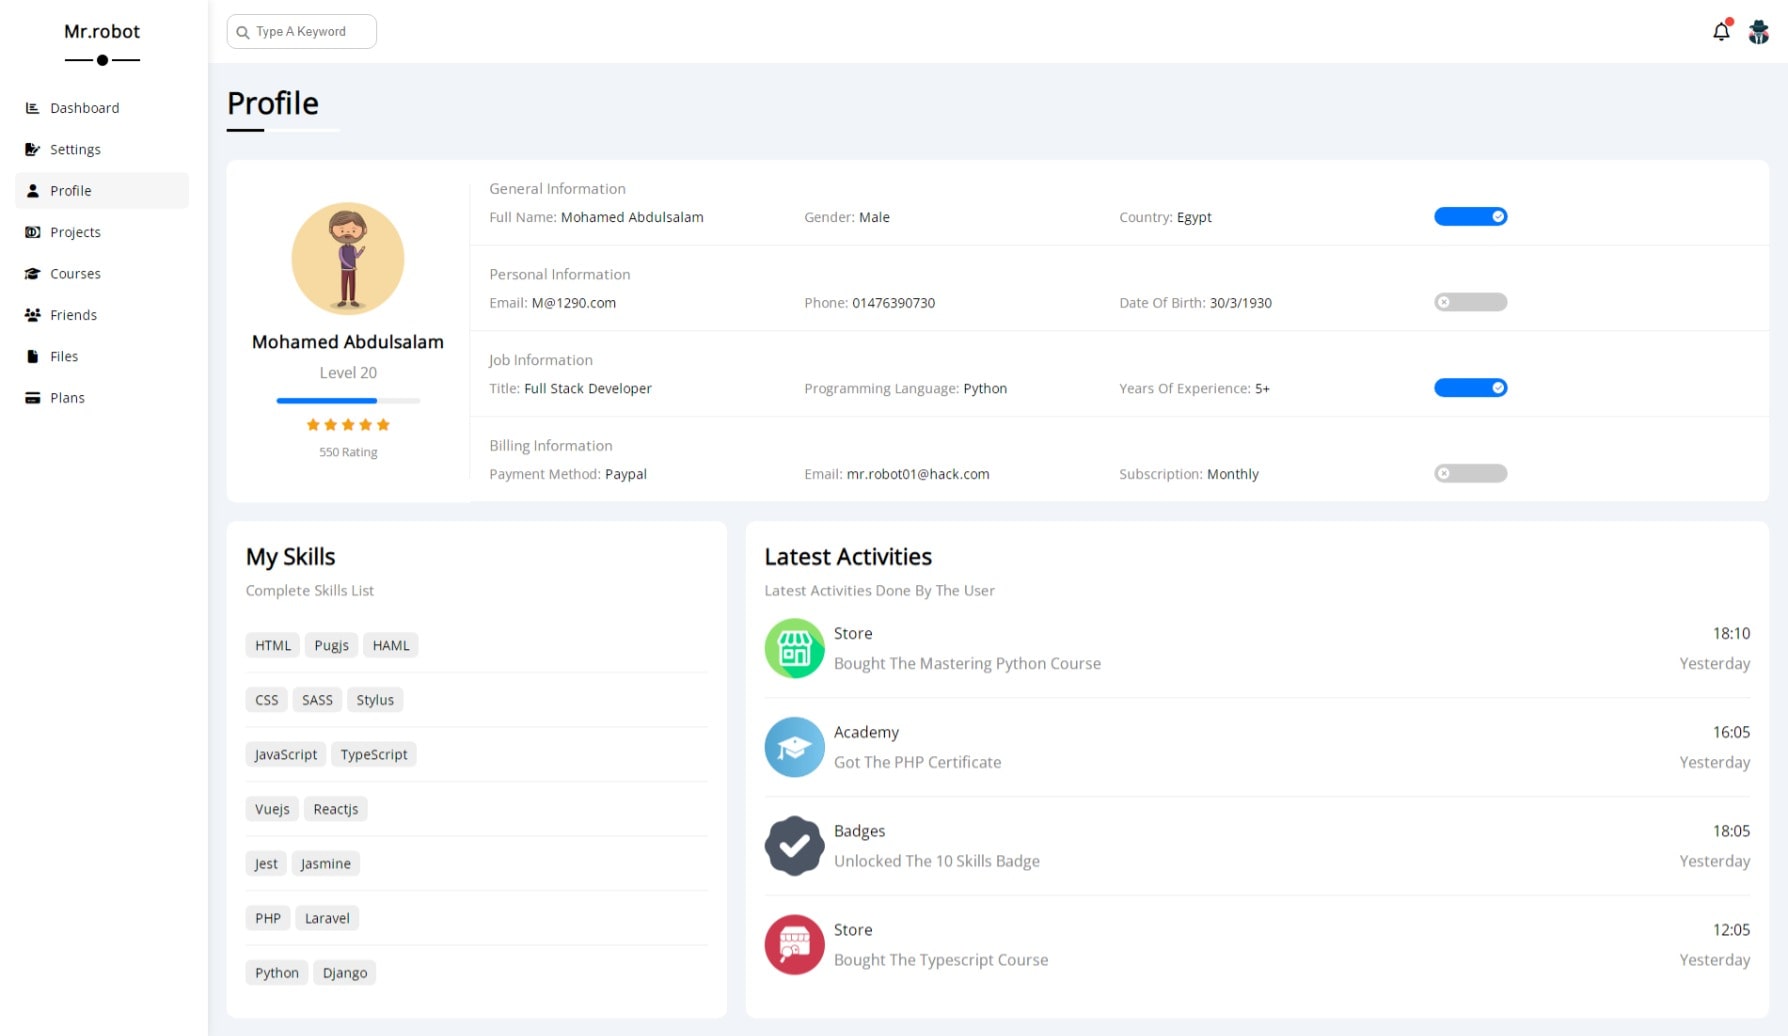 Mr.robot
Type A Keyword
Dashboard
Settings
Profile
Projects
Courses
Friends
Files
Plans
Profile
Mohamed Abdulsalam
Level 20
550 Rating
General Information
Full Name: Mohamed Abdulsalam Gender: Male Country: Egypt
Personal Information
Email: M@1290.com Phone: 01476390730 Date Of Birth: 30/3/1930
Job Information
Title: Full Stack Developer Programming Language: Python Years Of Experience: 5+
Billing Information
Payment Method: Paypal Email: mr.robot01@hack.com Subscription: Monthly
My Skills
Complete Skills List
HTML Pugjs HAML
CSS SASS Stylus
JavaScript TypeScript
Vuejs Reactjs
Jest Jasmine
PHP Laravel
Python Django
Latest Activities
Latest Activities Done By The User
Store 18:10
Bought The Mastering Python Course Yesterday
Academy 16:05
Got The PHP Certificate Yesterday
Badges 18:05
Unlocked The 10 Skills Badge Yesterday
Store 12:05
Bought The Typescript Course Yesterday